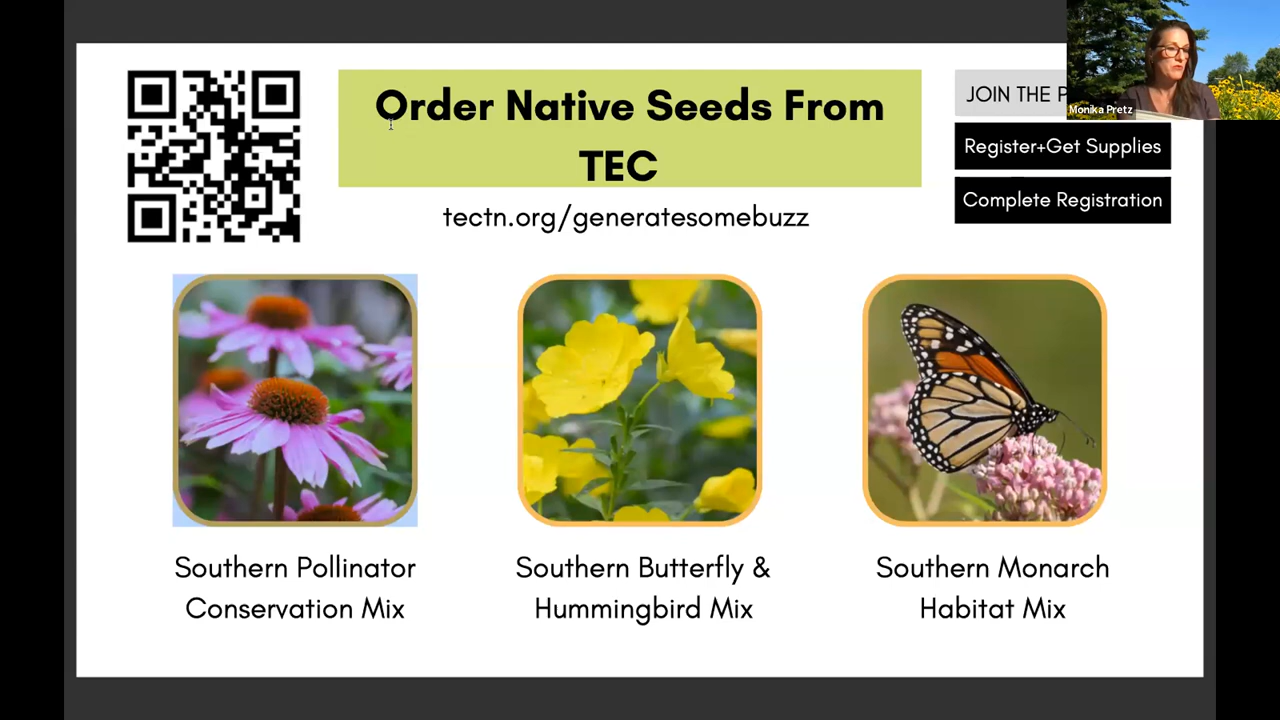 Order Native Seeds From
TEC
tectn.org/generatesomebuzz
JOIN THE P
Monika Pretz
Register+Get Supplies
Complete Registration
Southern Pollinator
Conservation Mix
Southern Butterfly &
Hummingbird Mix
Southern Monarch
Habitat Mix